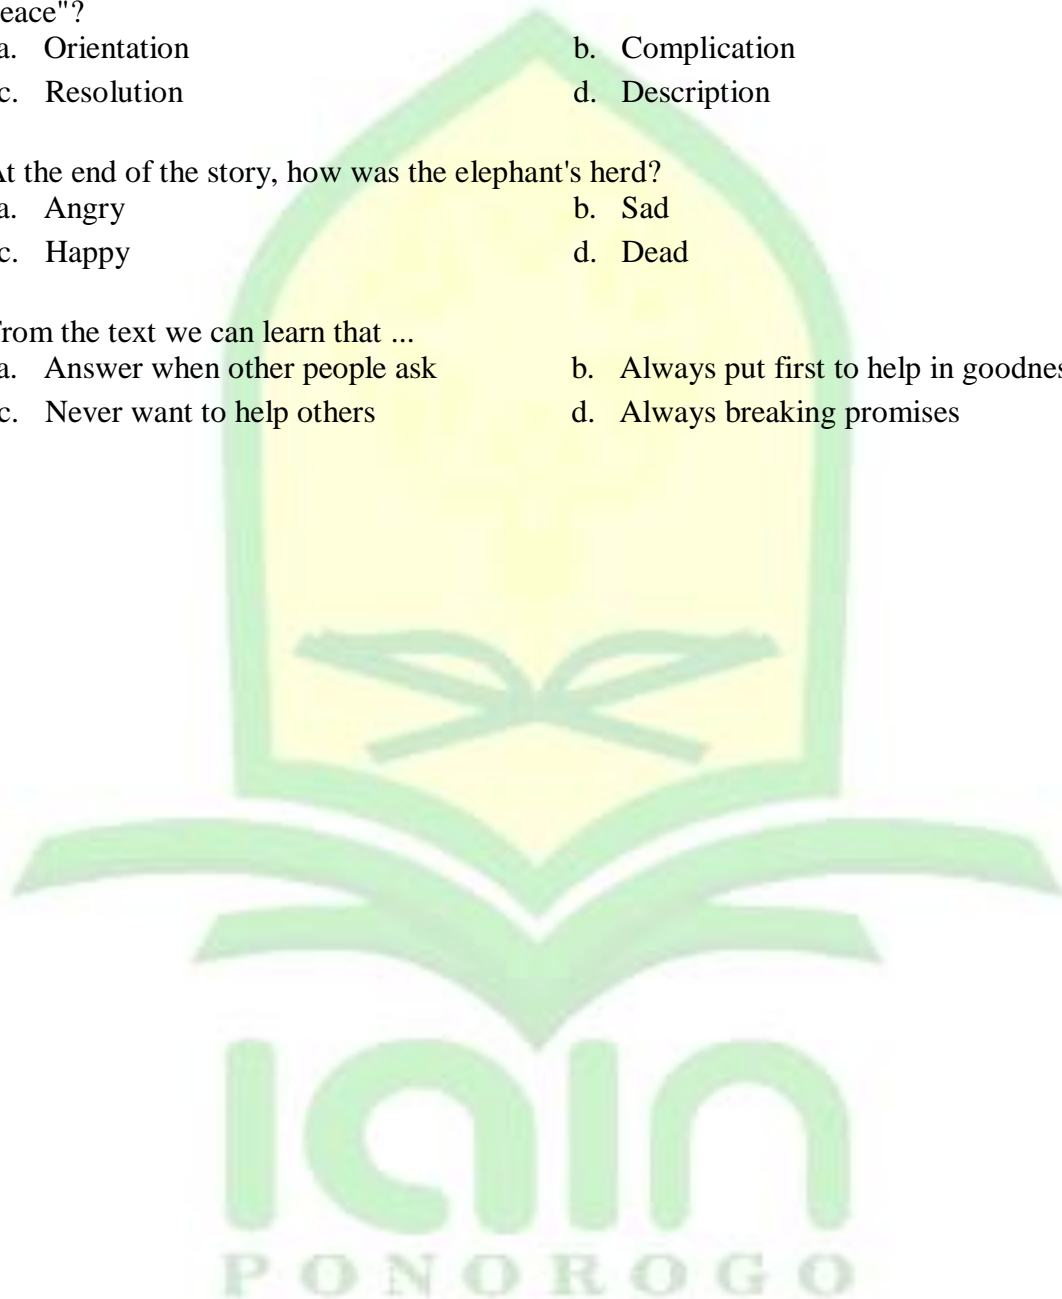 eace"?
a. Orientation b. Complication
c. Resolution d. Description
At the end of the story, how was the elephant's herd?
a. Angry b. Sad
c. Happy d. Dead
From the text we can learn that ...
a. Answer when other people ask b. Always put first to help in goodnes
c. Never want to help others d. Always breaking promises
IAIN
PONOROGO